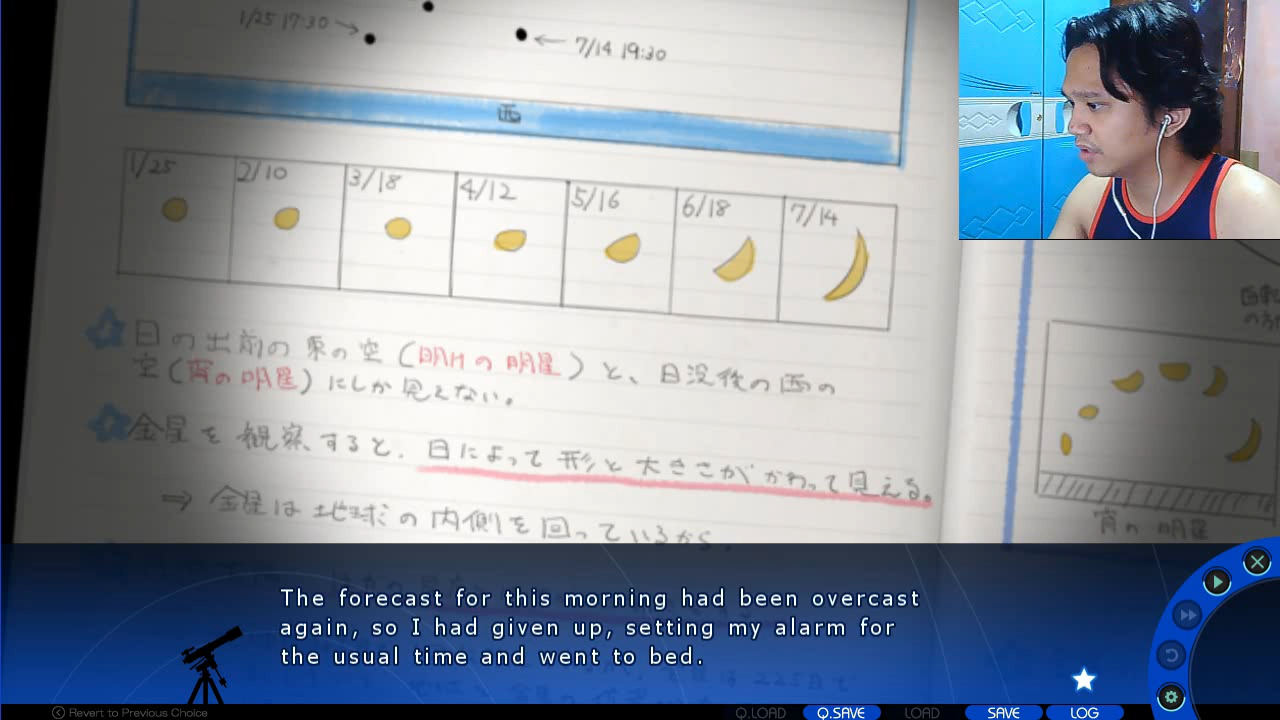 1/25 17:30
7/14 19:30
西
1/25
2/10
3/18
4/12
5/16
6/18
7/14
日の出前の東の空(明けの明星)と、日没後の西の
空(宵の明星)にしか見えない。
金星を観察すると、日によって形と大きさがかわって見える。
⇒ 金星は地球の内側を回っているから。
宵の明星
The forecast for this morning had been overcast
again, so I had given up, setting my alarm for
the usual time and went to bed.
Revert to Previous Choice
Q.LOAD
Q.SAVE
LOAD
SAVE
LOG